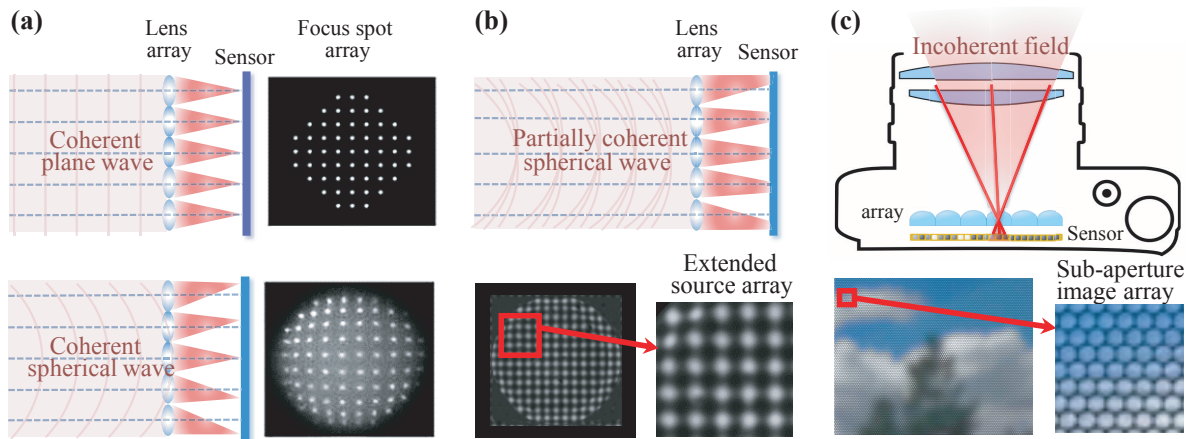 (a)
Lens
array
Sensor
Focus spot
array
Coherent
plane wave
Coherent
spherical wave
(b)
Lens
array
Sensor
Partially coherent
spherical wave
Extended
source array
(c)
Incoherent field
array
Sensor
Sub-aperture
image array